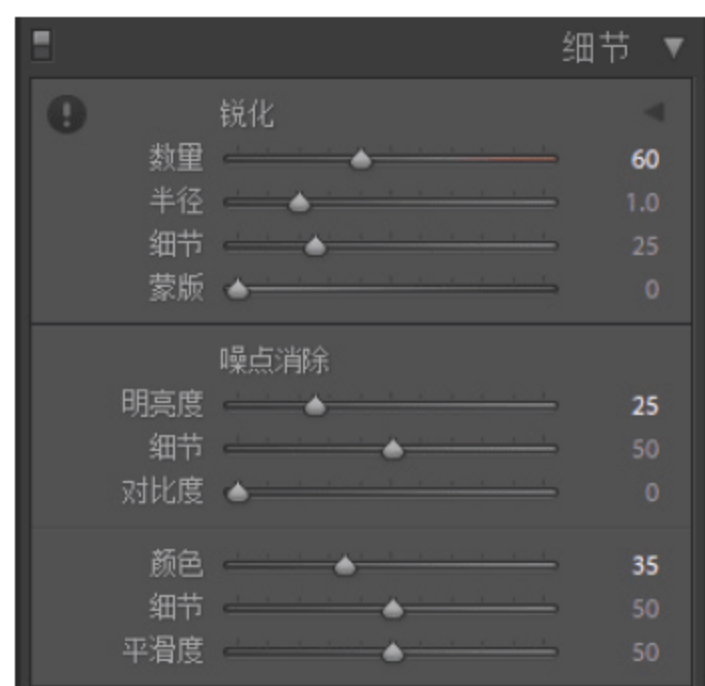 细节
锐化
数量 60
半径 1.0
细节 25
蒙版 0
噪点消除
明亮度 25
细节 50
对比度 0
颜色 35
细节 50
平滑度 50